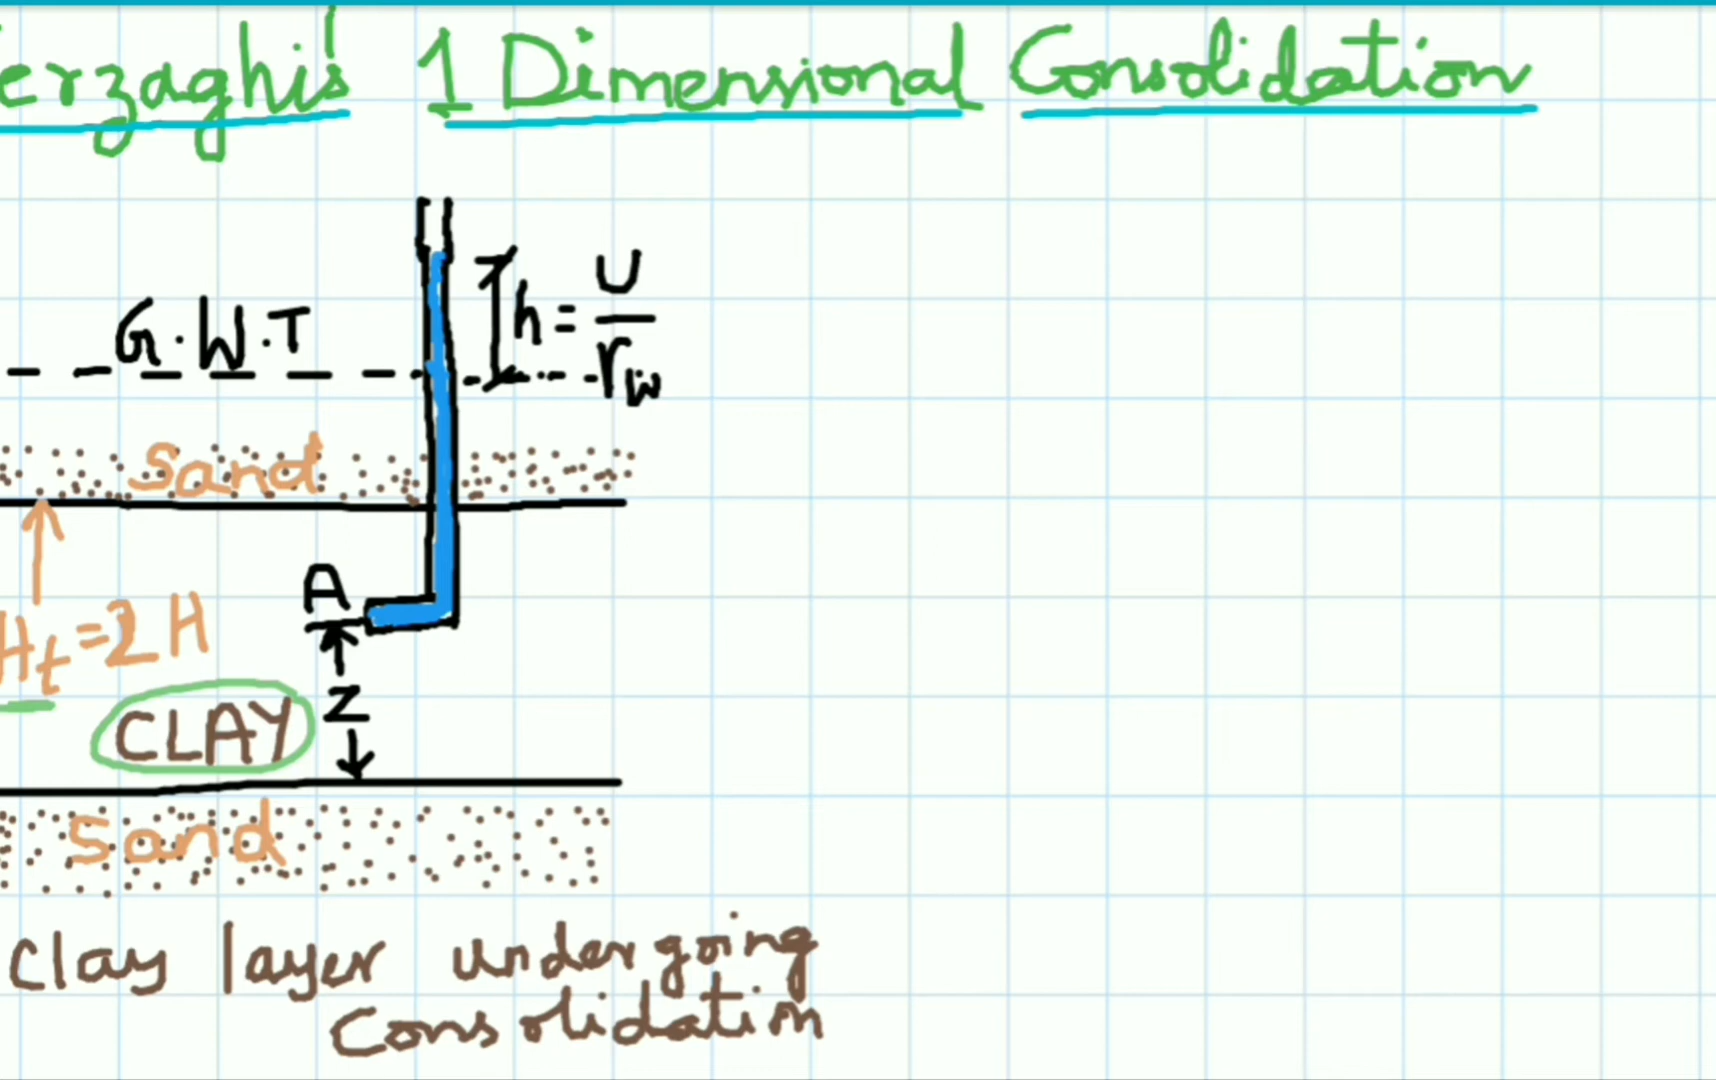 erzaghi's 1 Dimensional Consolidation
h = U / rw
G.W.T
sand
A
Ht = 2H
Z
CLAY
sand
Clay layer undergoing
Consolidation